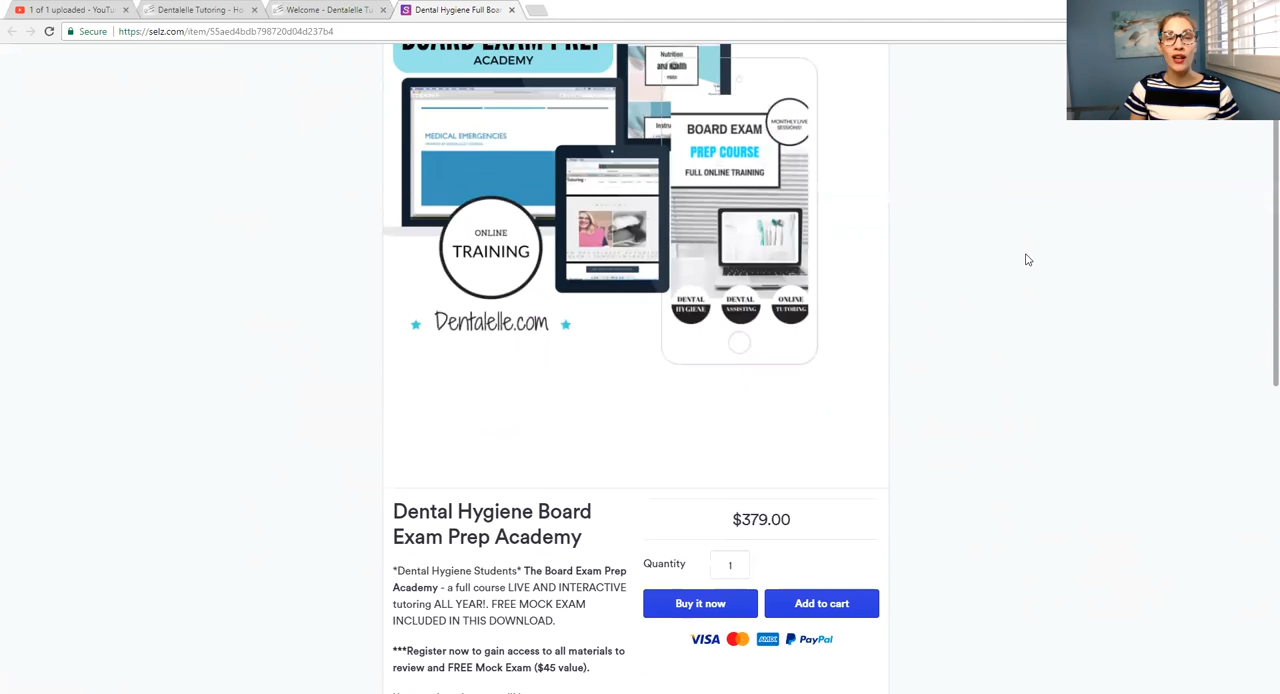 1 of 1 uploaded - YouTu
Dentalelle Tutoring - Ho
Welcome - Dentalelle Tu
Dental Hygiene Full Boa
Secure
https://selz.com/item/55aed4bdb798720d04d237b4
BOARD EXAM PREP
ACADEMY
Nutrition
MEDICAL EMERGENCIES
BOARD EXAM
PREP COURSE
FULL ONLINE TRAINING
MONTHLY LIVE
SESSIONS!
ONLINE
TRAINING
DENTAL
HYGIENE
DENTAL
ASSISTING
ONLINE
TUTORING
Dentalelle.com
Dental Hygiene Board
Exam Prep Academy
$379.00
Quantity
1
Buy it now
Add to cart
VISA
AMEX
PayPal
*Dental Hygiene Students* The Board Exam Prep
Academy - a full course LIVE AND INTERACTIVE
tutoring ALL YEAR!. FREE MOCK EXAM
INCLUDED IN THIS DOWNLOAD.
***Register now to gain access to all materials to
review and FREE Mock Exam ($45 value).